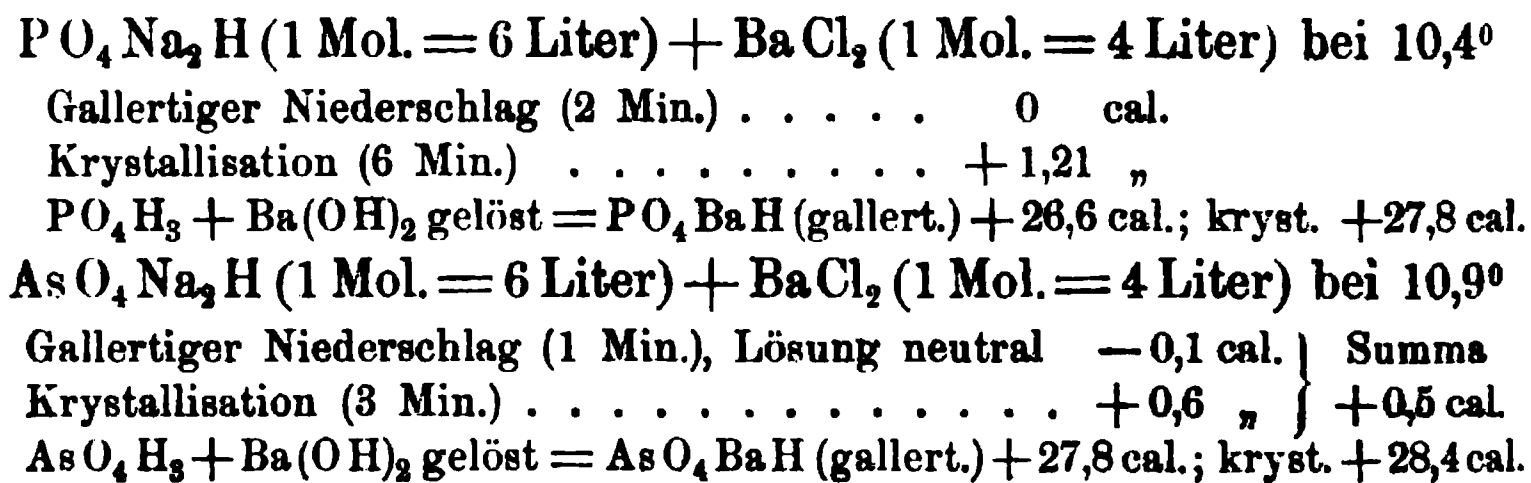 PO₄Na₂H (1 Mol. = 6 Liter) + BaCl₂ (1 Mol. = 4 Liter) bei 10,4⁰
Gallertiger Niederschlag (2 Min.) . . . . . 0 cal.
Krystallisation (6 Min.) . . . . . . . . . + 1,21 „
PO₄H₃ + Ba(OH)₂ gelöst = PO₄BaH (gallert.) + 26,6 cal.; kryst. +27,8 cal.
AsO₄Na₂H (1 Mol. = 6 Liter) + BaCl₂ (1 Mol. = 4 Liter) bei 10,9⁰
Gallertiger Niederschlag (1 Min.), Lösung neutral — 0,1 cal. } Summa
Krystallisation (3 Min.) . . . . . . . . . . . . . + 0,6 „ } +0,5 cal.
AsO₄H₃ + Ba(OH)₂ gelöst = AsO₄BaH (gallert.) + 27,8 cal.; kryst. + 28,4 cal.